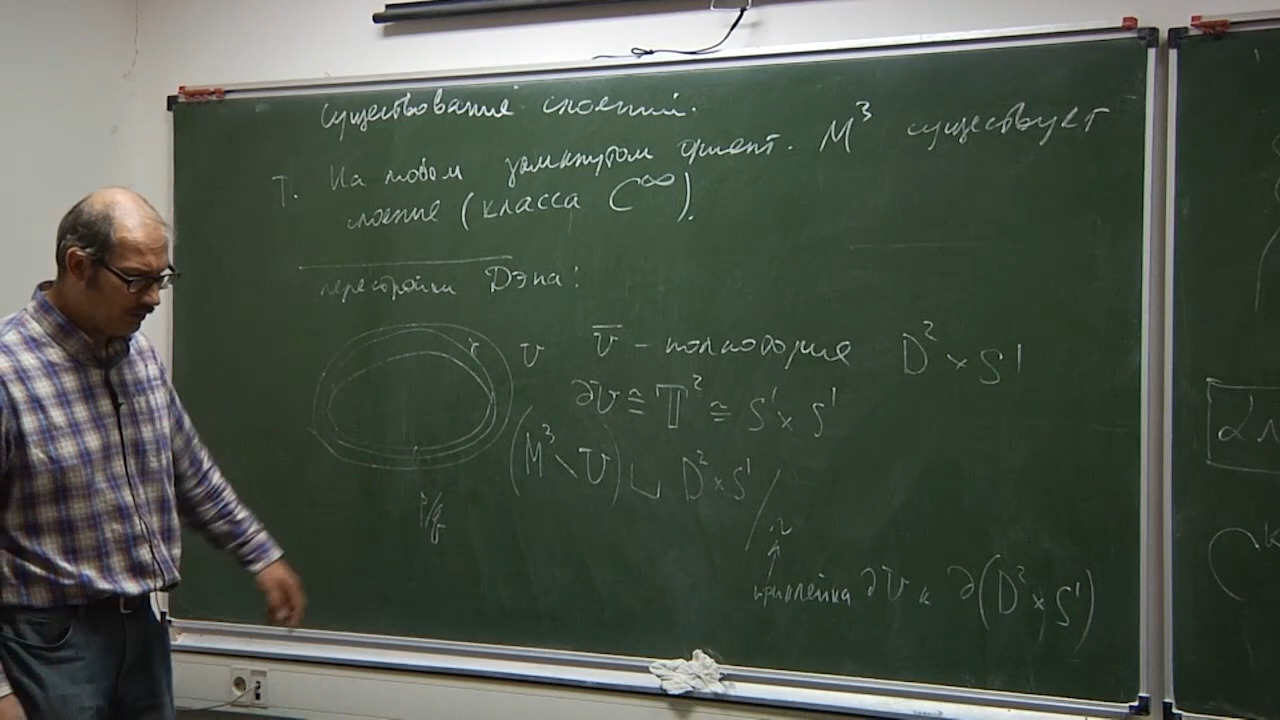 существование слоений.
Т. На любом замкнутом ориент. M³ существует
слоение (класса C^∞).
перестройки Дэна:
γ U Ū – полноторие D² × S¹
∂U ≅ 𝕋² ≅ S¹ × S¹
(M³ \ U) ⊔ D² × S¹ / ~
p/q
приклейка ∂U к ∂(D² × S¹)